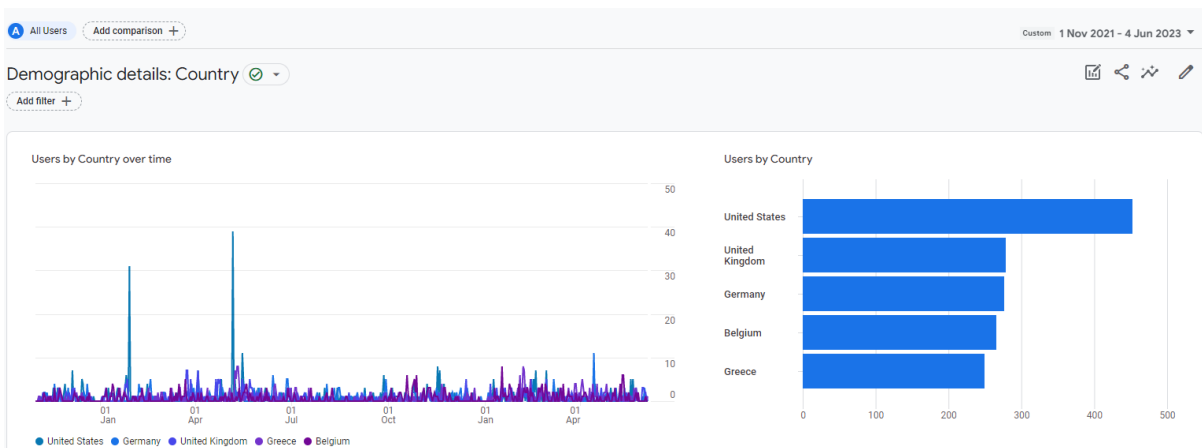 A All Users Add comparison +
Custom 1 Nov 2021 - 4 Jun 2023
Demographic details: Country
Add filter +
Users by Country over time
50
40
30
20
10
0
01 Jan
01 Apr
01 Jul
01 Oct
01 Jan
01 Apr
United States Germany United Kingdom Greece Belgium
Users by Country
United States
United
Kingdom
Germany
Belgium
Greece
0 100 200 300 400 500